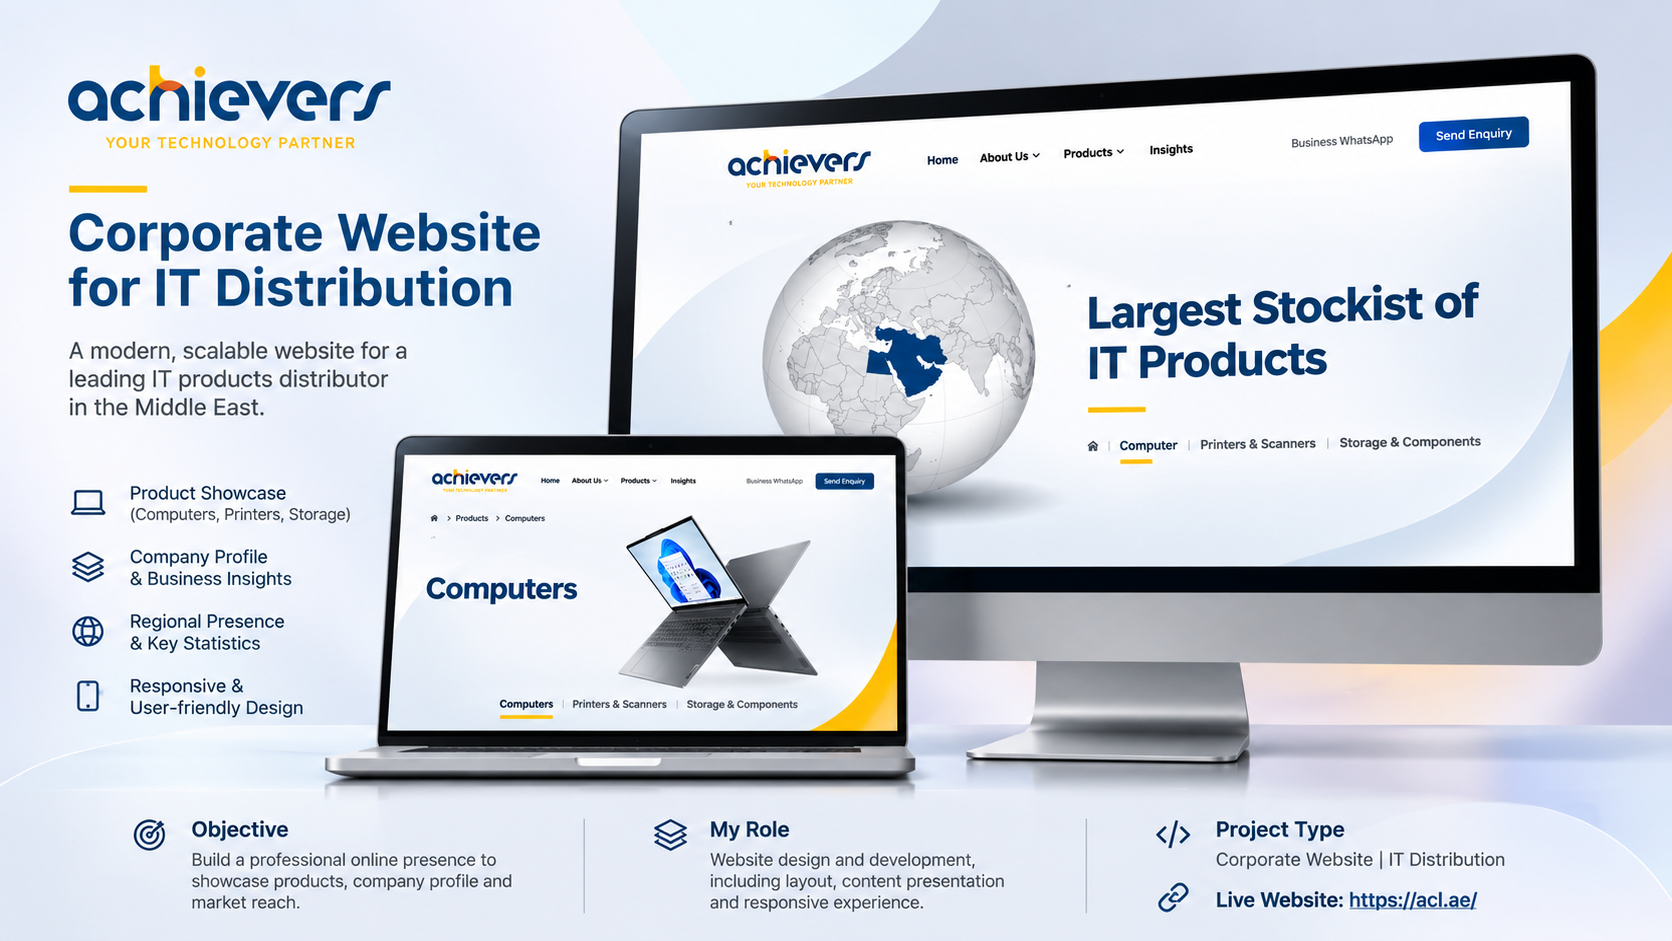 achievers
YOUR TECHNOLOGY PARTNER
Corporate Website
for IT Distribution
A modern, scalable website for a
leading IT products distributor
in the Middle East.
Product Showcase
(Computers, Printers, Storage)
Company Profile
& Business Insights
Regional Presence
& Key Statistics
Responsive &
User-friendly Design
achievers
YOUR TECHNOLOGY PARTNER
Home About Us Products Insights Business WhatsApp Send Enquiry
Largest Stockist of
IT Products
Computer | Printers & Scanners | Storage & Components
achievers
YOUR TECHNOLOGY PARTNER
Home About Us Products Insights Business WhatsApp Send Enquiry
> Products > Computers
Computers
Computers | Printers & Scanners | Storage & Components
Objective
Build a professional online presence to
showcase products, company profile and
market reach.
My Role
Website design and development,
including layout, content presentation
and responsive experience.
Project Type
Corporate Website | IT Distribution
Live Website: https://acl.ae/